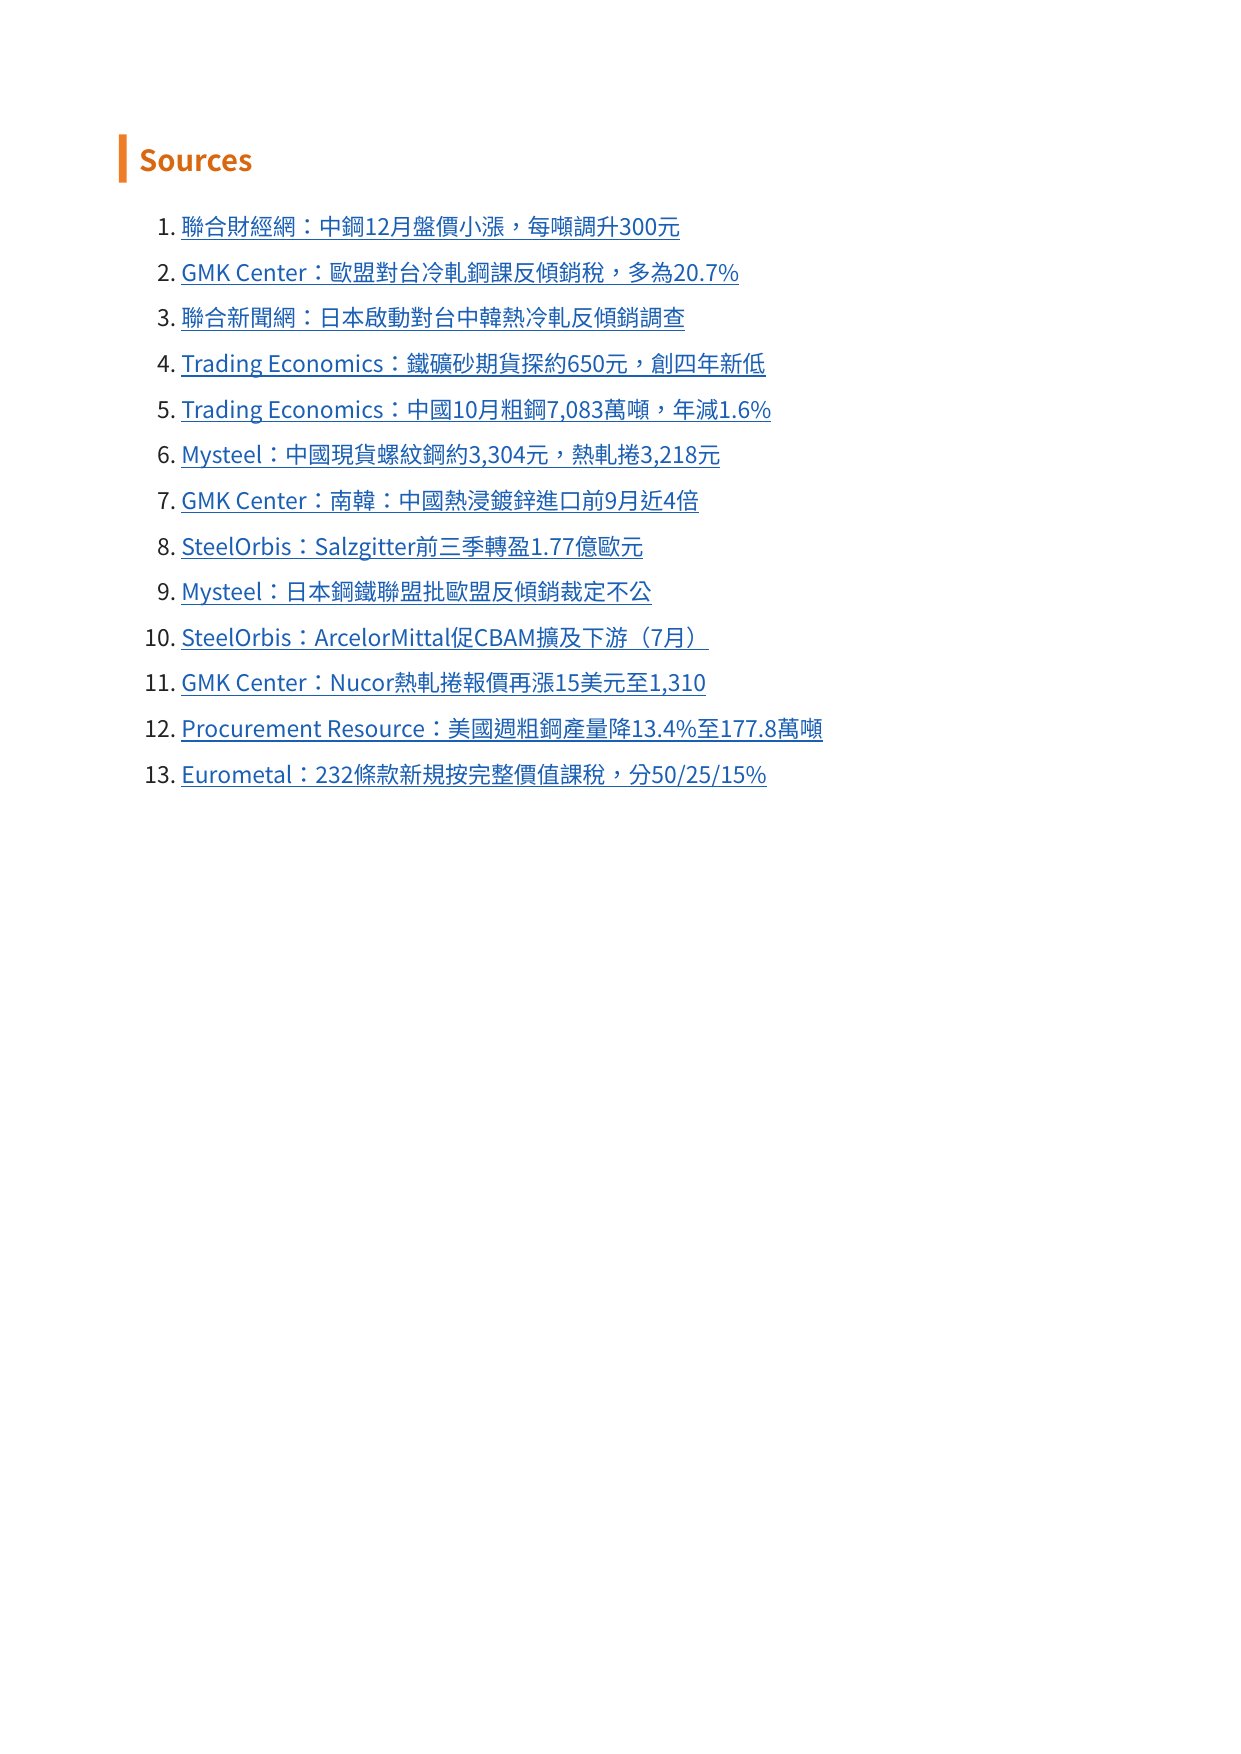 Sources
1. 聯合財經網：中鋼12月盤價小漲，每噸調升300元
2. GMK Center：歐盟對台冷軋鋼課反傾銷稅，多為20.7%
3. 聯合新聞網：日本啟動對台中韓熱冷軋反傾銷調查
4. Trading Economics：鐵礦砂期貨探約650元，創四年新低
5. Trading Economics：中國10月粗鋼7,083萬噸，年減1.6%
6. Mysteel：中國現貨螺紋鋼約3,304元，熱軋捲3,218元
7. GMK Center：南韓：中國熱浸鍍鋅進口前9月近4倍
8. SteelOrbis：Salzgitter前三季轉盈1.77億歐元
9. Mysteel：日本鋼鐵聯盟批歐盟反傾銷裁定不公
10. SteelOrbis：ArcelorMittal促CBAM擴及下游（7月）
11. GMK Center：Nucor熱軋捲報價再漲15美元至1,310
12. Procurement Resource：美國週粗鋼產量降13.4%至177.8萬噸
13. Eurometal：232條款新規按完整價值課稅，分50/25/15%